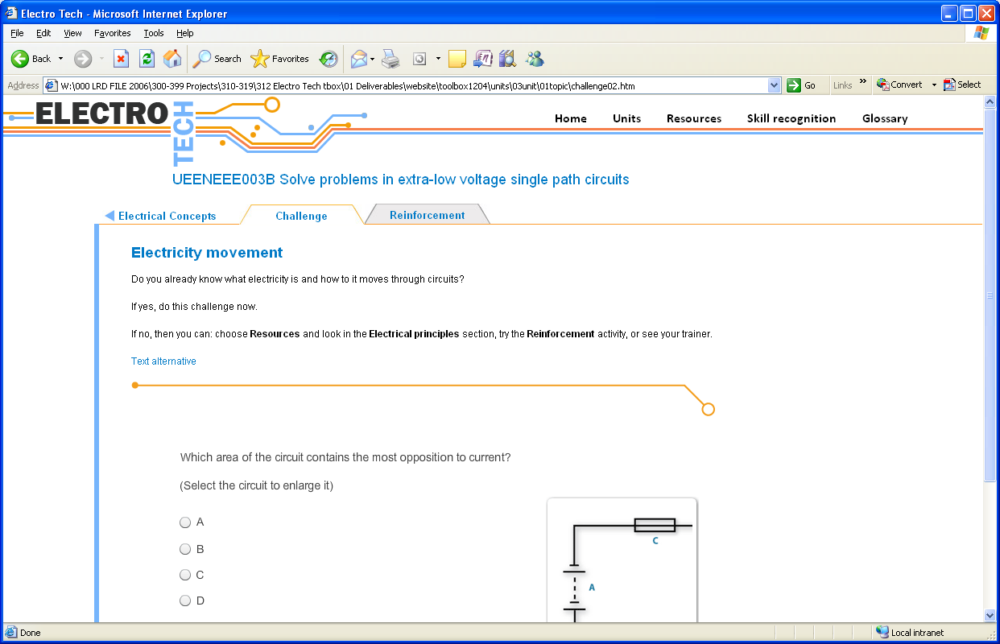 Electro Tech - Microsoft Internet Explorer
File Edit View Favorites Tools Help
Back Search Favorites
Address W:\000 LRD FILE 2006\300-399 Projects\310-319\312 Electro Tech tbox\01 Deliverables\website\toolbox1204\units\03unit\01topic\challenge02.htm Go Links » Convert Select
ELECTRO
TECH
Home Units Resources Skill recognition Glossary
UEENEEE003B Solve problems in extra-low voltage single path circuits
Electrical Concepts Challenge Reinforcement
Electricity movement
Do you already know what electricity is and how to it moves through circuits?
If yes, do this challenge now.
If no, then you can: choose Resources and look in the Electrical principles section, try the Reinforcement activity, or see your trainer.
Text alternative
Which area of the circuit contains the most opposition to current?
(Select the circuit to enlarge it)
A
B
C
D
C
A
Done Local intranet